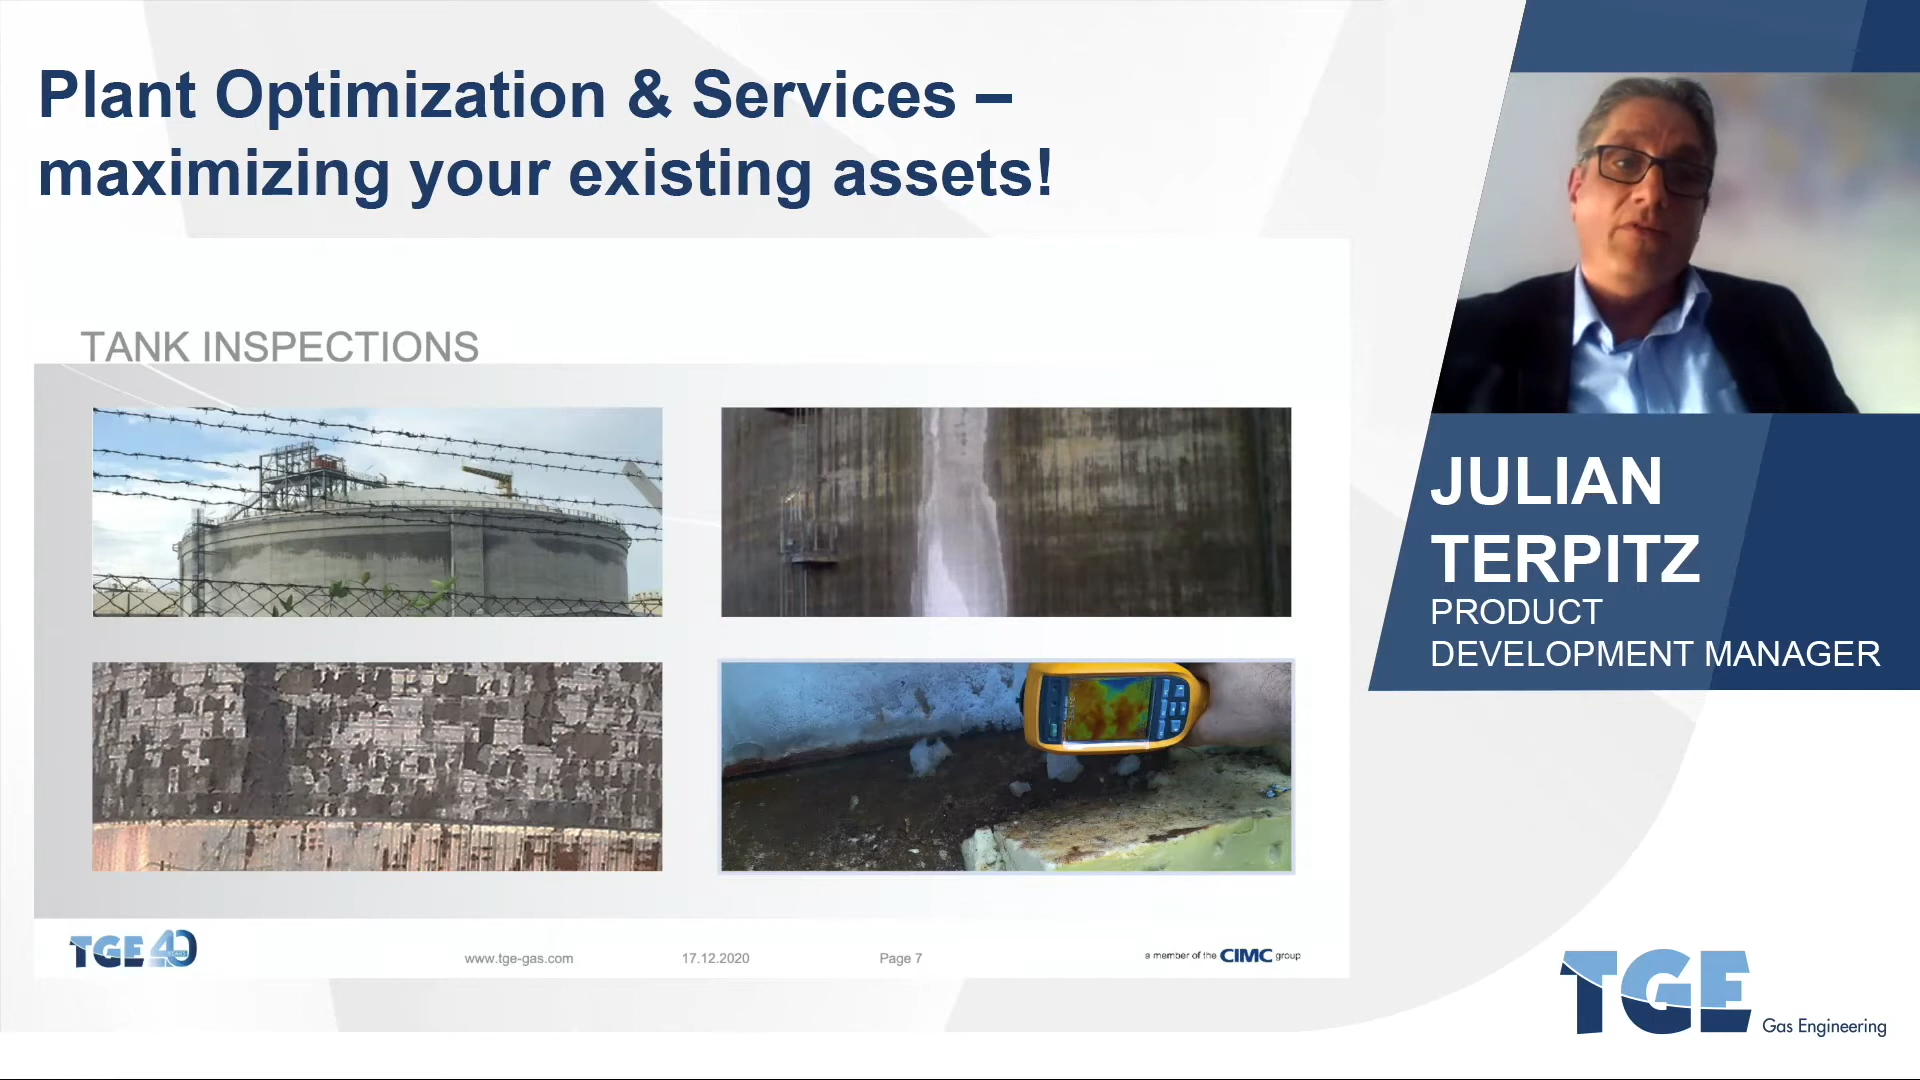 Plant Optimization & Services –
maximizing your existing assets!
TANK INSPECTIONS
TGE 40
www.tge-gas.com
17.12.2020
Page 7
a member of the CIMC group
JULIAN
TERPITZ
PRODUCT
DEVELOPMENT MANAGER
TGE
Gas Engineering